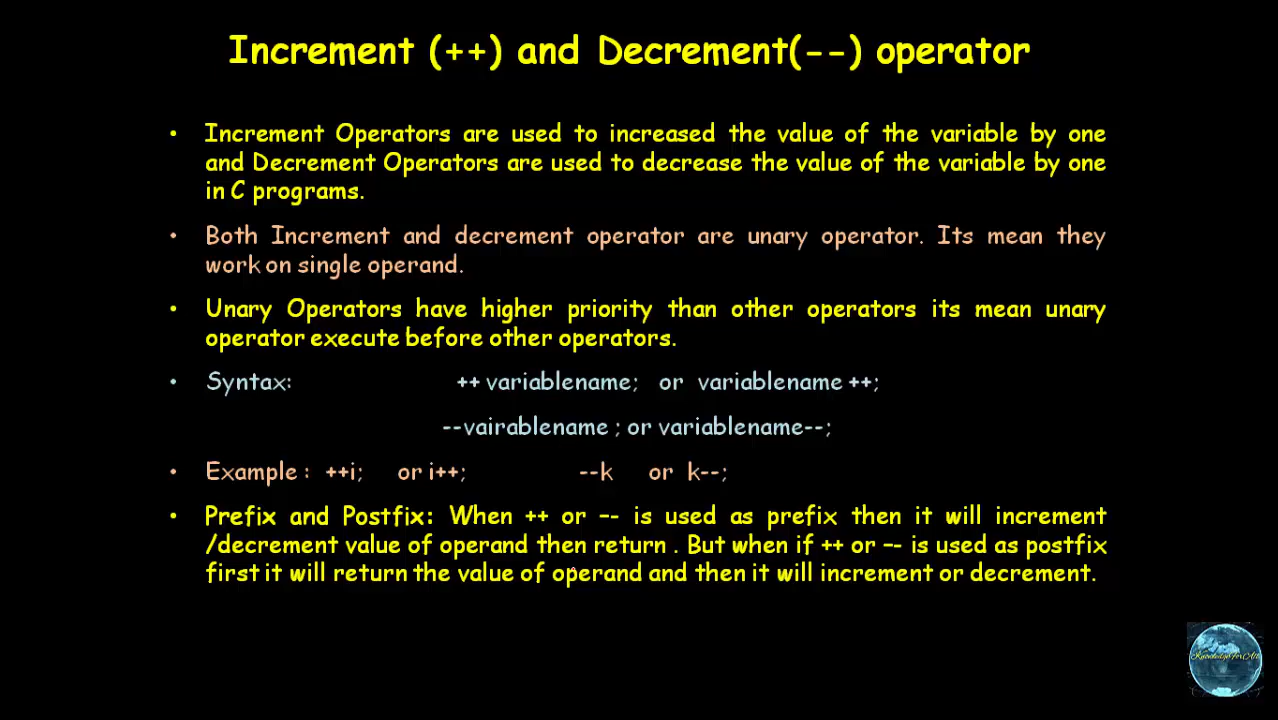 Increment (++) and Decrement(--) operator
• Increment Operators are used to increased the value of the variable by one
and Decrement Operators are used to decrease the value of the variable by one
in C programs.
• Both Increment and decrement operator are unary operator. Its mean they
work on single operand.
• Unary Operators have higher priority than other operators its mean unary
operator execute before other operators.
• Syntax: ++ variablename; or variablename ++;
--vairablename ; or variablename--;
• Example : ++i; or i++; --k or k--;
• Prefix and Postfix: When ++ or –- is used as prefix then it will increment
/decrement value of operand then return . But when if ++ or –- is used as postfix
first it will return the value of operand and then it will increment or decrement.
KnowledgeForAll